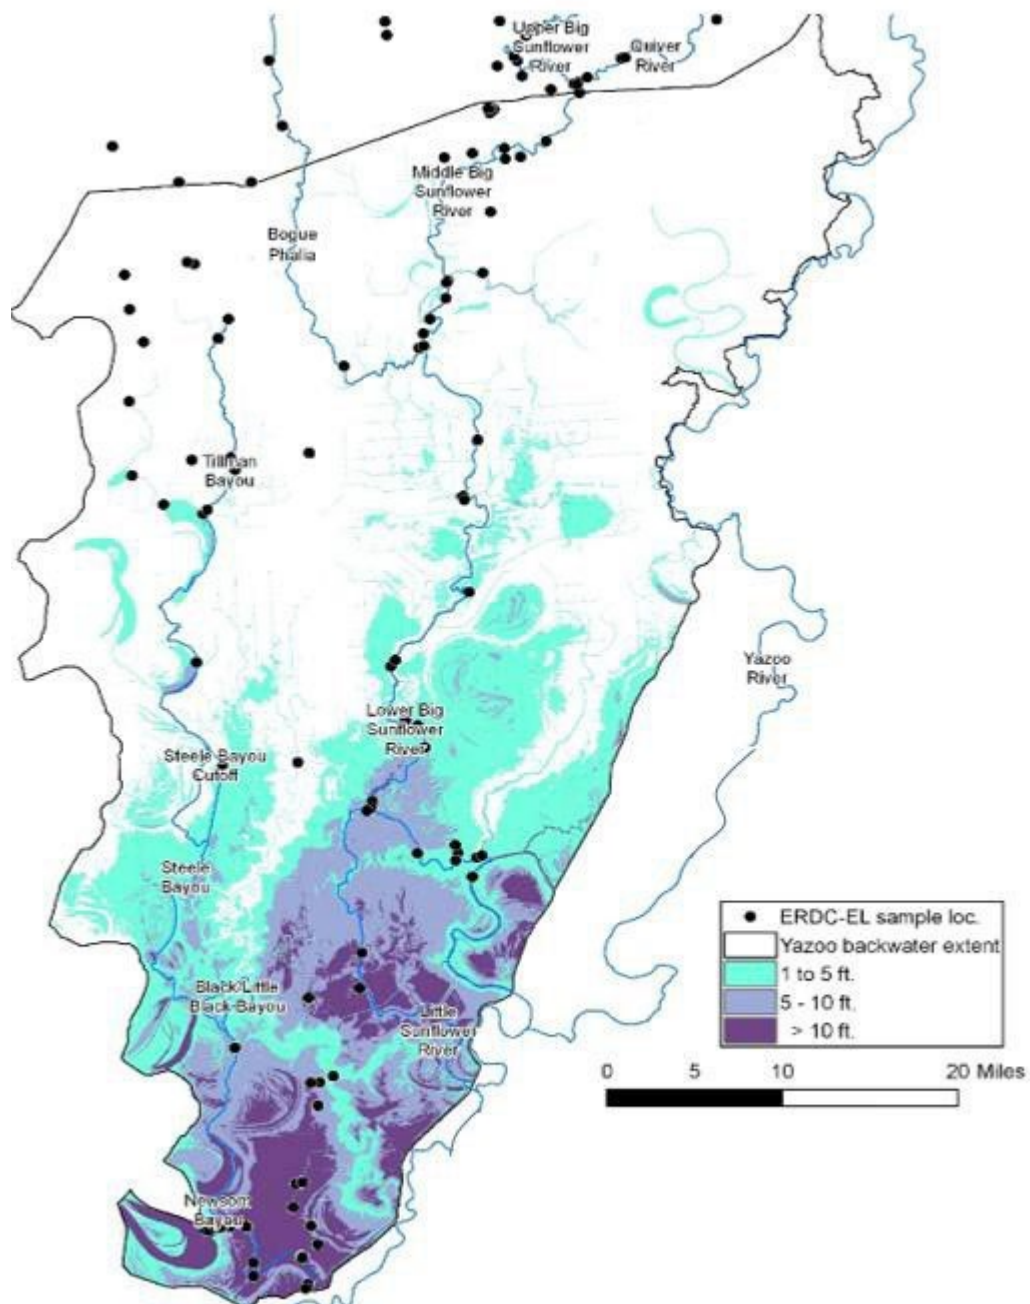 Upper Big
Sunflower
River
Quiver
River
Middle Big
Sunflower
River
Bogue
Phalia
Tillman
Bayou
Yazoo
River
Lower Big
Sunflower
River
Steele Bayou
Cutoff
Steele
Bayou
ERDC-EL sample loc.
Yazoo backwater extent
1 to 5 ft.
5 - 10 ft.
> 10 ft.
Black/Little
Black Bayou
Little
Sunflower
River
0 5 10 20 Miles
Newsom
Bayou